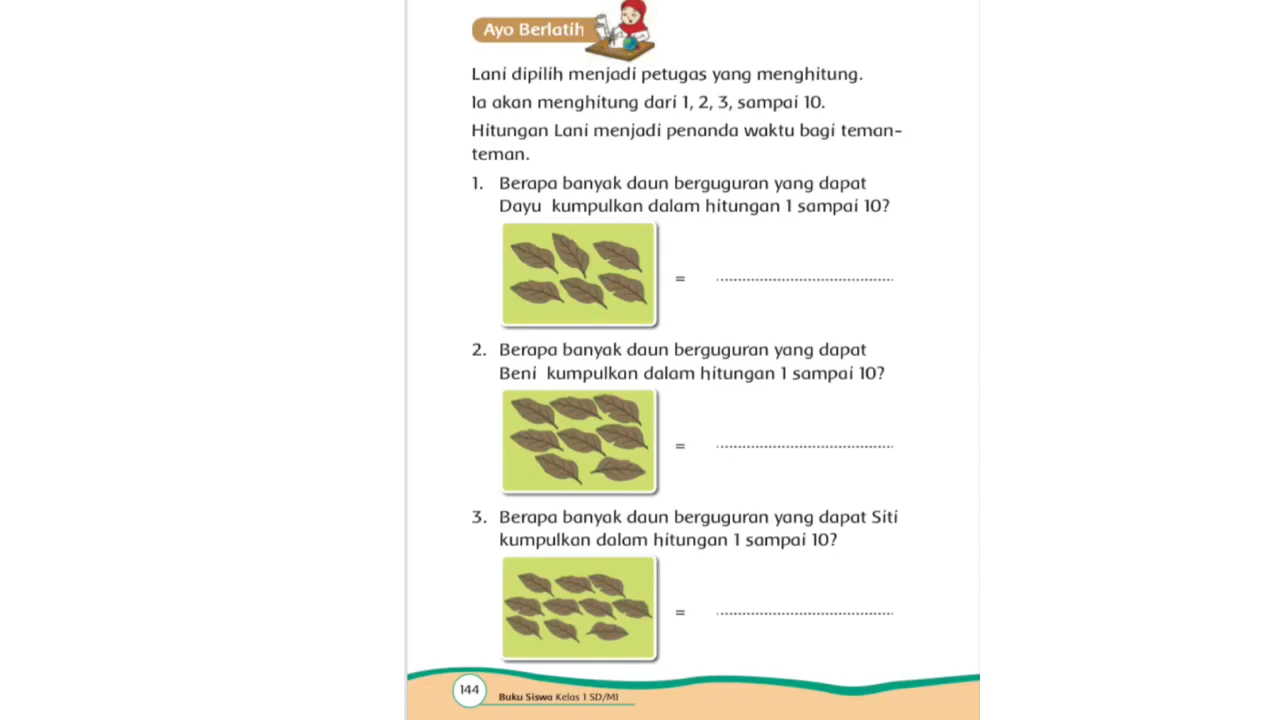 Ayo Berlatih
Lani dipilih menjadi petugas yang menghitung.
Ia akan menghitung dari 1, 2, 3, sampai 10.
Hitungan Lani menjadi penanda waktu bagi teman-
teman.
1. Berapa banyak daun berguguran yang dapat
Dayu kumpulkan dalam hitungan 1 sampai 10?
= ........................................................
2. Berapa banyak daun berguguran yang dapat
Beni kumpulkan dalam hitungan 1 sampai 10?
= ........................................................
3. Berapa banyak daun berguguran yang dapat Siti
kumpulkan dalam hitungan 1 sampai 10?
= ........................................................
144 Buku Siswa Kelas 1 SD/MI